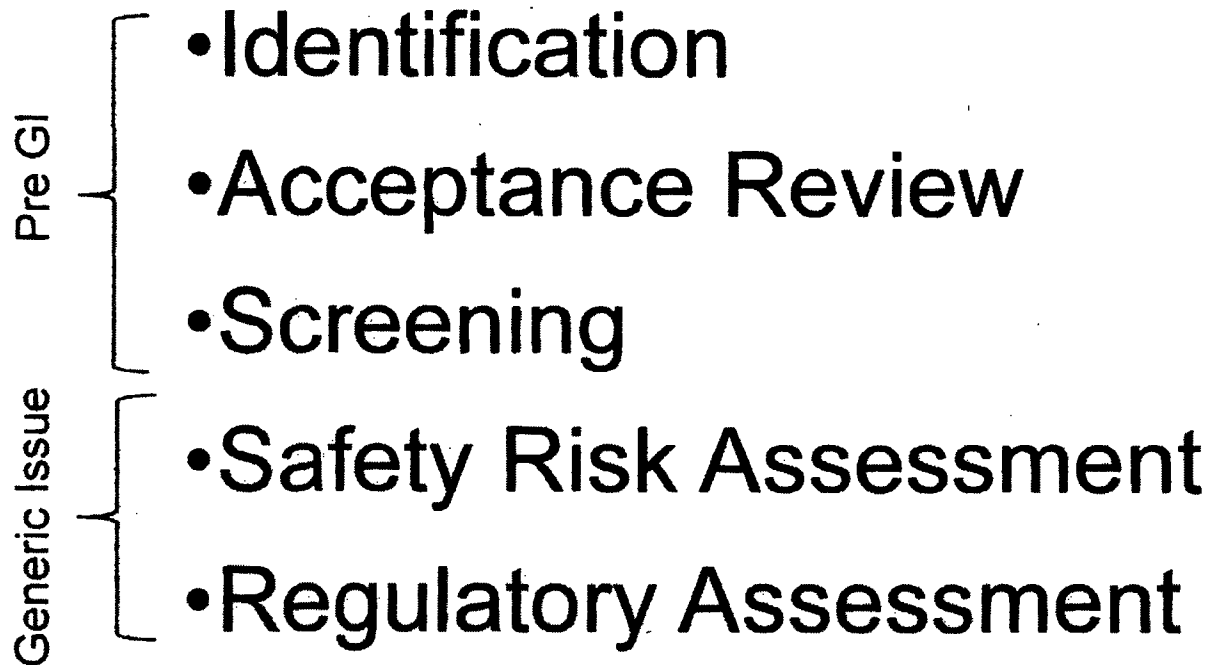 Pre GI
•Identification
•Acceptance Review
•Screening
Generic Issue
•Safety Risk Assessment
•Regulatory Assessment